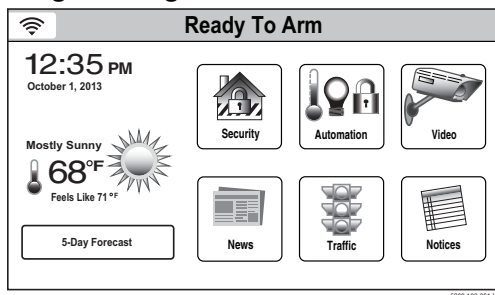 Ready To Arm
12:35 PM
October 1, 2013
Security
Automation
Video
Mostly Sunny
68°F
Feels Like 71 °F
5-Day Forecast
News
Traffic
Notices